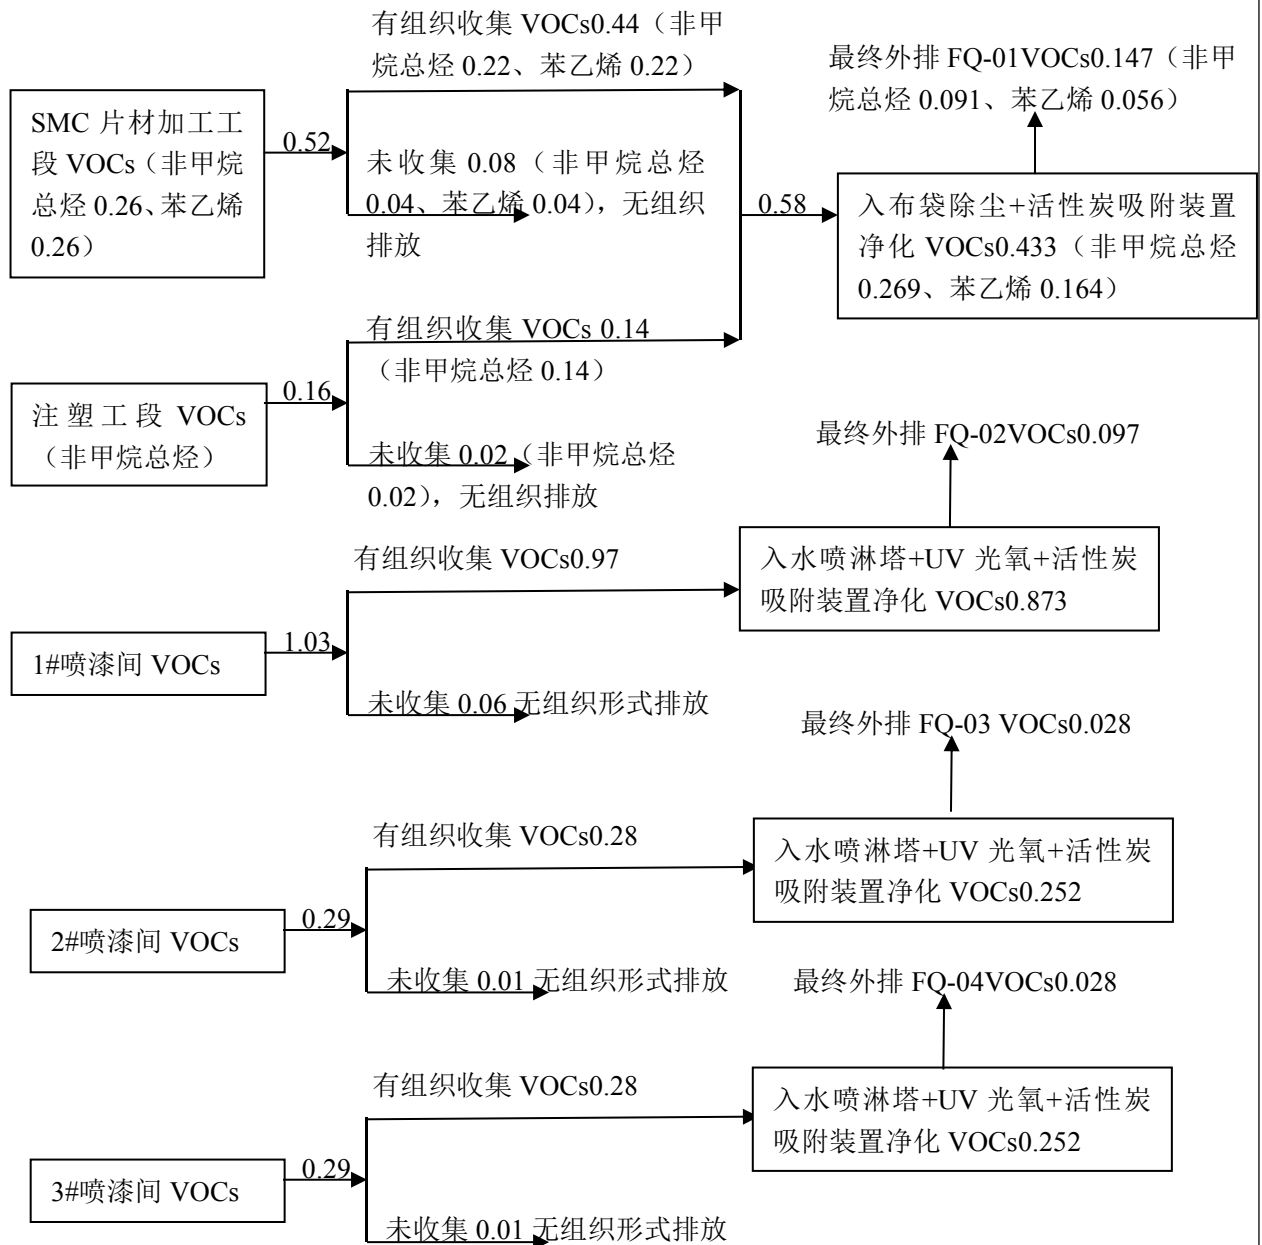 有组织收集 VOCs0.44（非甲
烷总烃 0.22、苯乙烯 0.22）
最终外排 FQ-01VOCs0.147（非甲
烷总烃 0.091、苯乙烯 0.056）
SMC 片材加工工
段 VOCs（非甲烷
总烃 0.26、苯乙烯
0.26）
0.52
未收集 0.08（非甲烷总烃
0.04、苯乙烯 0.04），无组织
排放
0.58
入布袋除尘+活性炭吸附装置
净化 VOCs0.433（非甲烷总烃
0.269、苯乙烯 0.164）
有组织收集 VOCs 0.14
（非甲烷总烃 0.14）
注塑工段 VOCs
（非甲烷总烃）
0.16
未收集 0.02（非甲烷总烃
0.02），无组织排放
最终外排 FQ-02VOCs0.097
有组织收集 VOCs0.97
入水喷淋塔+UV 光氧+活性炭
吸附装置净化 VOCs0.873
1#喷漆间 VOCs
1.03
未收集 0.06 无组织形式排放
最终外排 FQ-03 VOCs0.028
有组织收集 VOCs0.28
入水喷淋塔+UV 光氧+活性炭
吸附装置净化 VOCs0.252
2#喷漆间 VOCs
0.29
未收集 0.01 无组织形式排放
最终外排 FQ-04VOCs0.028
有组织收集 VOCs0.28
入水喷淋塔+UV 光氧+活性炭
吸附装置净化 VOCs0.252
3#喷漆间 VOCs
0.29
未收集 0.01 无组织形式排放